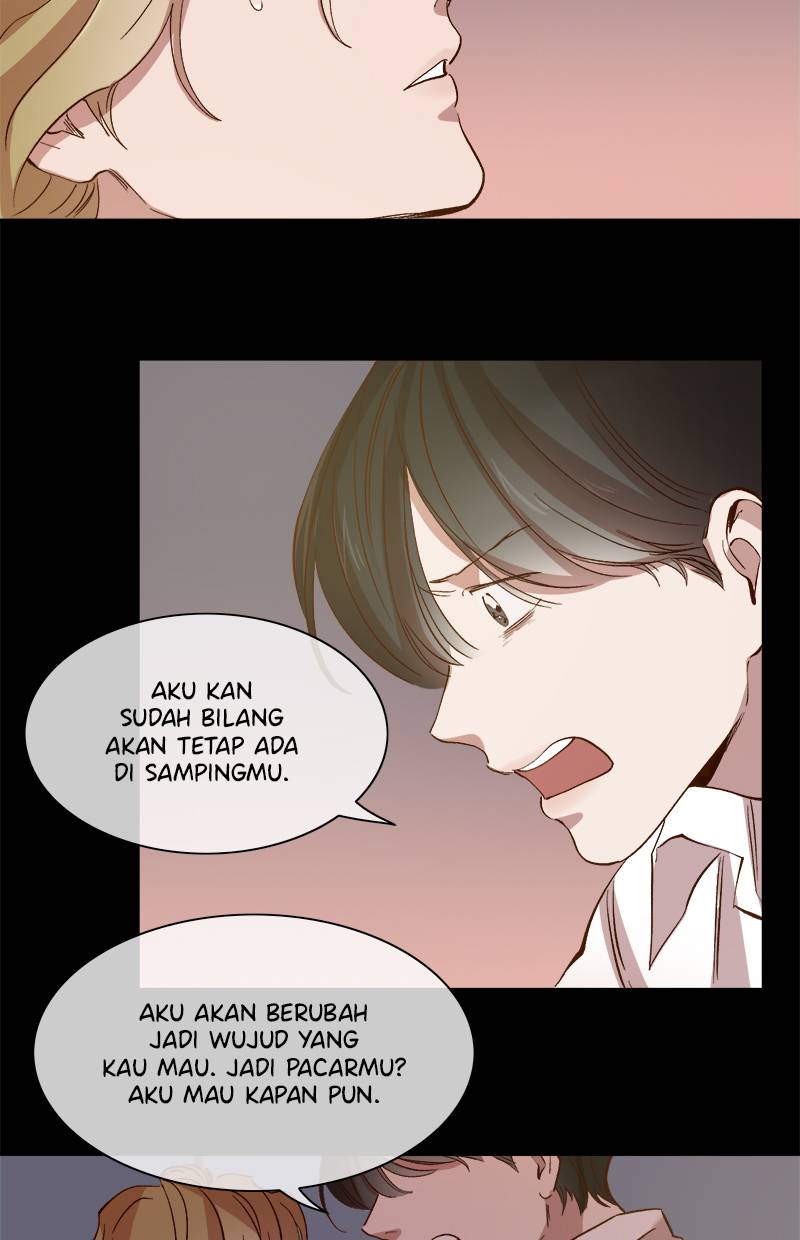 AKU KAN
SUDAH BILANG
AKAN TETAP ADA
DI SAMPINGMU.
AKU AKAN BERUBAH
JADI WUJUD YANG
KAU MAU. JADI PACARMU?
AKU MAU KAPAN PUN.